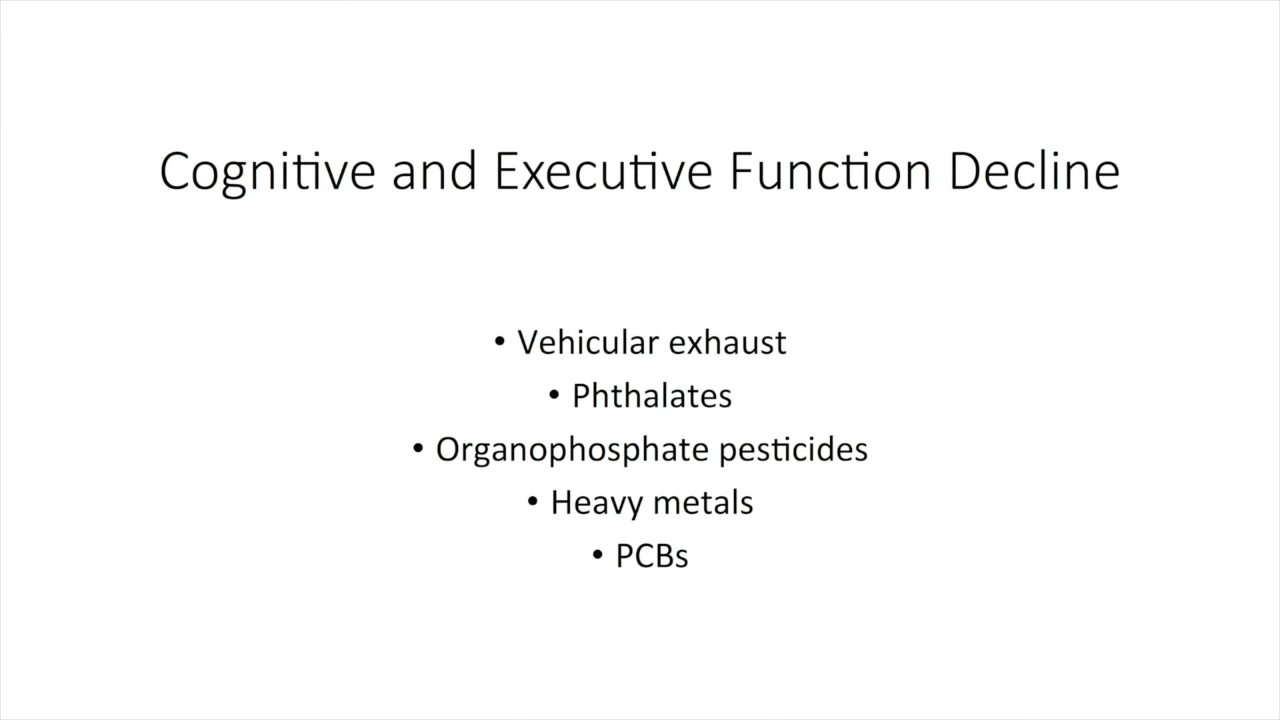 Cognitive and Executive Function Decline
• Vehicular exhaust
• Phthalates
• Organophosphate pesticides
• Heavy metals
• PCBs